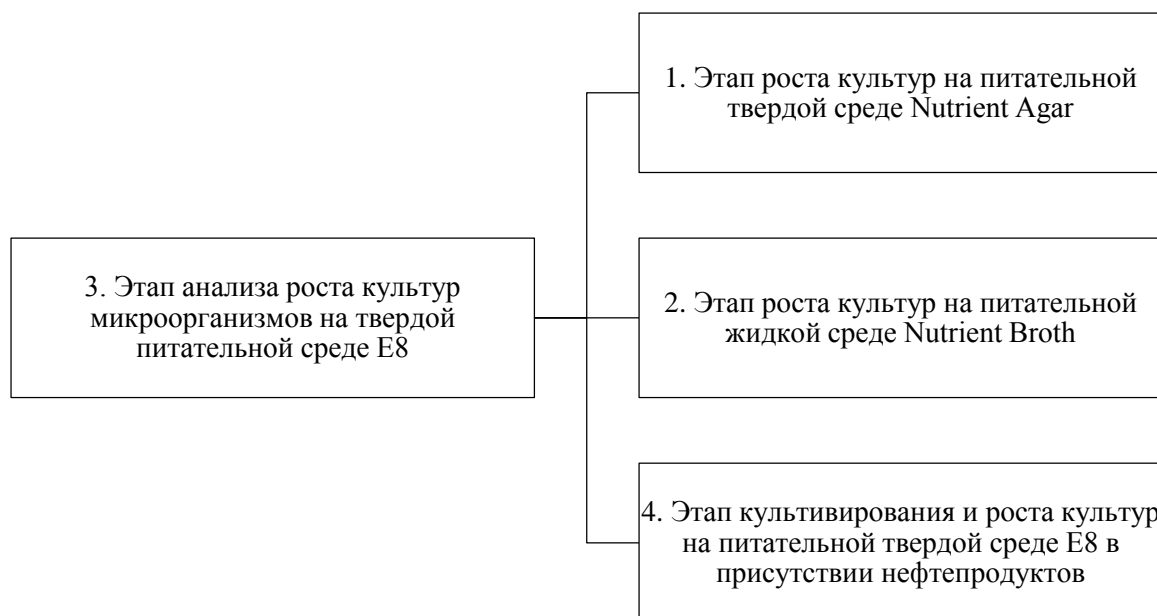 1. Этап роста культур на питательной
твердой среде Nutrient Agar
3. Этап анализа роста культур
микроорганизмов на твердой
питательной среде Е8
2. Этап роста культур на питательной
жидкой среде Nutrient Broth
4. Этап культивирования и роста культур
на питательной твердой среде Е8 в
присутствии нефтепродуктов